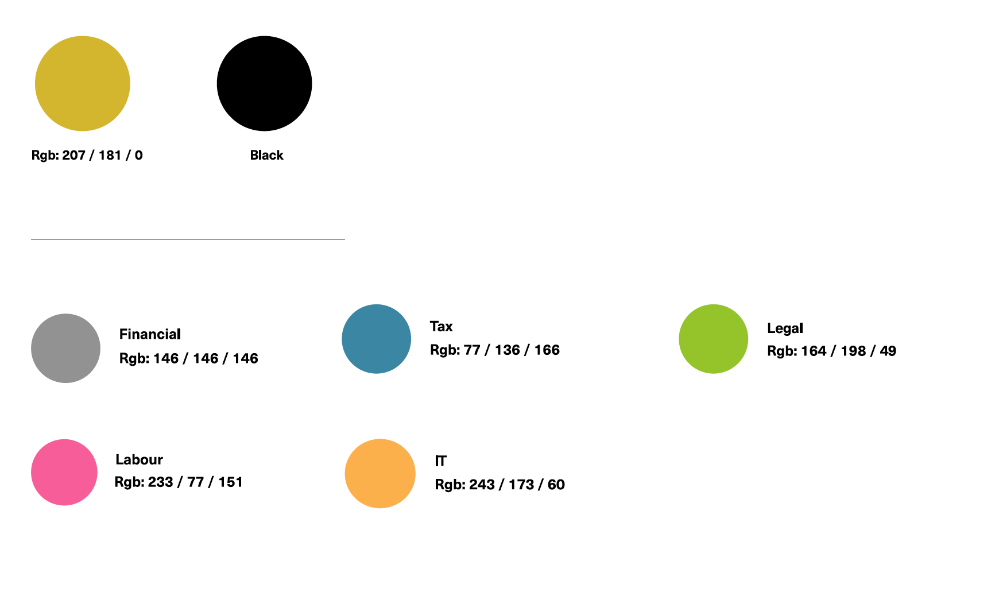 Rgb: 207 / 181 / 0
Black
Financial
Rgb: 146 / 146 / 146
Tax
Rgb: 77 / 136 / 166
Legal
Rgb: 164 / 198 / 49
Labour
Rgb: 233 / 77 / 151
IT
Rgb: 243 / 173 / 60